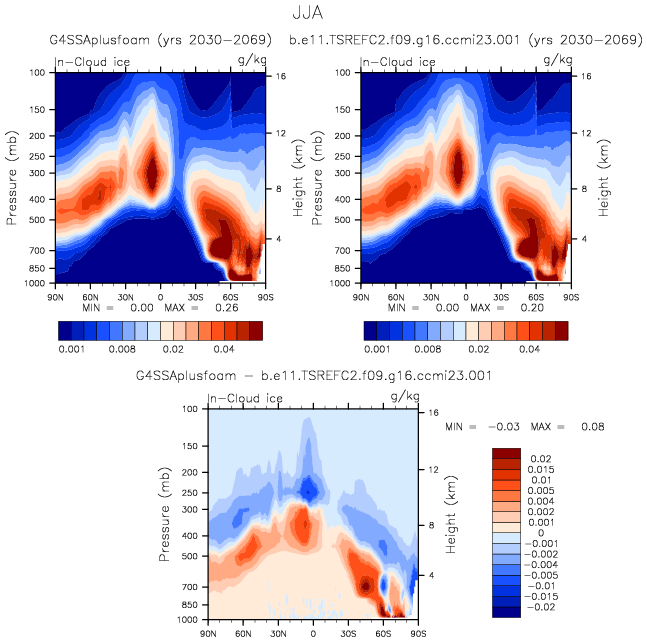 JJA
G4SSAplusfoam (yrs 2030-2069) b.e11.TSREFC2.f09.g16.ccmi23.001 (yrs 2030-2069)
n-Cloud ice g/kg n-Cloud ice g/kg
100 16 100 16
150 150
200 12 200 12
250 250
300 300
8 8
400 400
500 500
4 4
700 700
850 850
1000 1000
Pressure (mb) Height (km) Pressure (mb) Height (km)
90N 60N 30N 0 30S 60S 90S 90N 60N 30N 0 30S 60S 90S
MIN = 0.00 MAX = 0.26 MIN = 0.00 MAX = 0.20
0.001 0.008 0.02 0.04 0.001 0.008 0.02 0.04
G4SSAplusfoam - b.e11.TSREFC2.f09.g16.ccmi23.001
n-Cloud ice g/kg
MIN = -0.03 MAX = 0.08
100 16
150
200 12
250
300
8
400
500
4
700
850
1000
Pressure (mb) Height (km)
90N 60N 30N 0 30S 60S 90S
0.02
0.015
0.01
0.005
0.004
0.002
0.001
0
-0.001
-0.002
-0.004
-0.005
-0.01
-0.015
-0.02